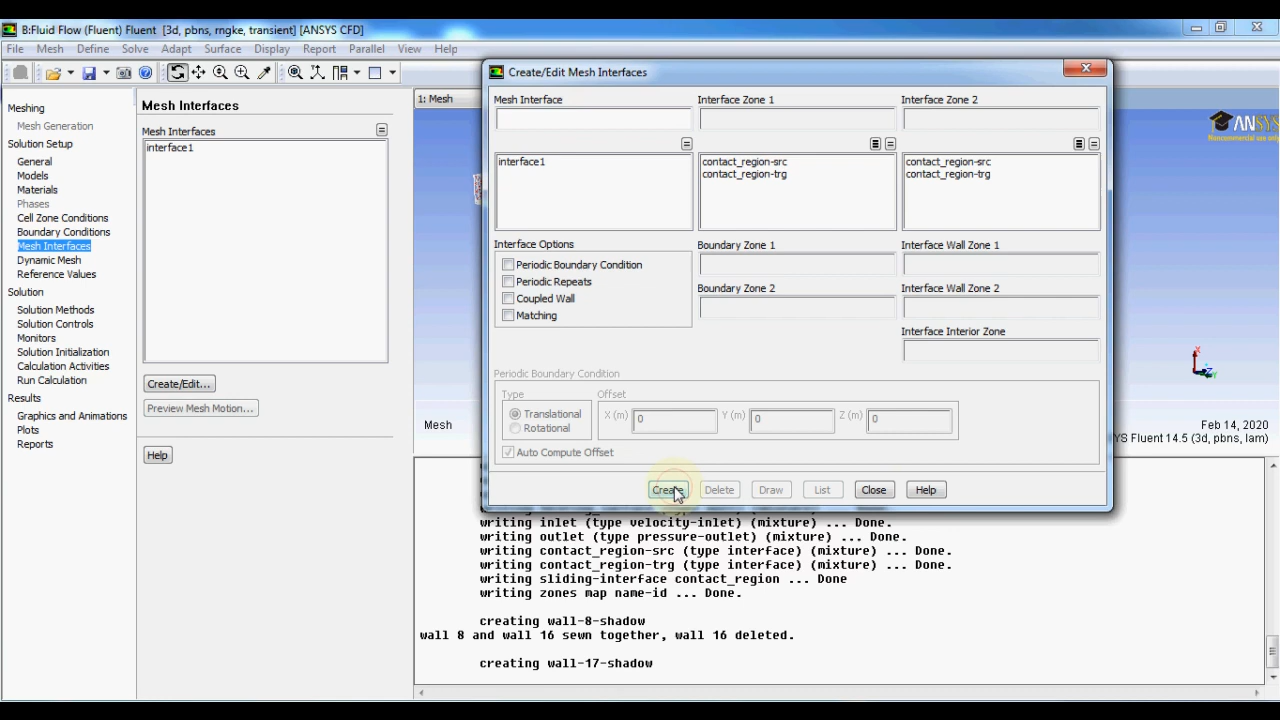 B:Fluid Flow (Fluent) Fluent [3d, pbns, rngke, transient] [ANSYS CFD]
File Mesh Define Solve Adapt Surface Display Report Parallel View Help
Meshing
Mesh Generation
Solution Setup
General
Models
Materials
Phases
Cell Zone Conditions
Boundary Conditions
Mesh Interfaces
Dynamic Mesh
Reference Values
Solution
Solution Methods
Solution Controls
Monitors
Solution Initialization
Calculation Activities
Run Calculation
Results
Graphics and Animations
Plots
Reports
Mesh Interfaces
Mesh Interfaces
interface1
Create/Edit...
Preview Mesh Motion...
Help
1: Mesh
Create/Edit Mesh Interfaces
Mesh Interface Interface Zone 1 Interface Zone 2
interface1
contact_region-src
contact_region-trg
contact_region-src
contact_region-trg
Interface Options
Periodic Boundary Condition
Periodic Repeats
Coupled Wall
Matching
Boundary Zone 1
Boundary Zone 2
Interface Wall Zone 1
Interface Wall Zone 2
Interface Interior Zone
Periodic Boundary Condition
Type
Translational
Rotational
Offset
X (m) 0 Y (m) 0 Z (m) 0
Auto Compute Offset
Create Delete Draw List Close Help
ANSYS
Noncommercial use only
X
Z
Y
Mesh
Feb 14, 2020
YS Fluent 14.5 (3d, pbns, lam)
writing inlet (type velocity-inlet) (mixture) ... Done.
writing outlet (type pressure-outlet) (mixture) ... Done.
writing contact_region-src (type interface) (mixture) ... Done.
writing contact_region-trg (type interface) (mixture) ... Done.
writing sliding-interface contact_region ... Done
writing zones map name-id ... Done.
creating wall-8-shadow
wall 8 and wall 16 sewn together, wall 16 deleted.
creating wall-17-shadow